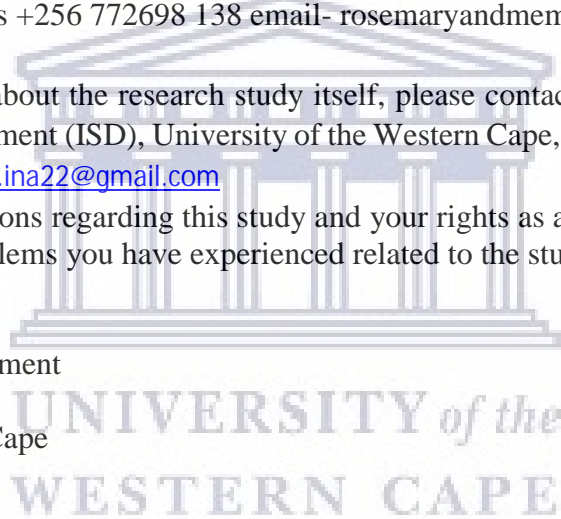 s +256 772698 138 email- rosemaryandmem
about the research study itself, please contac
ment (ISD), University of the Western Cape,
.ina22@gmail.com
ons regarding this study and your rights as a
lems you have experienced related to the stu
ment
UNIVERSITY of the
Cape
WESTERN CAPE